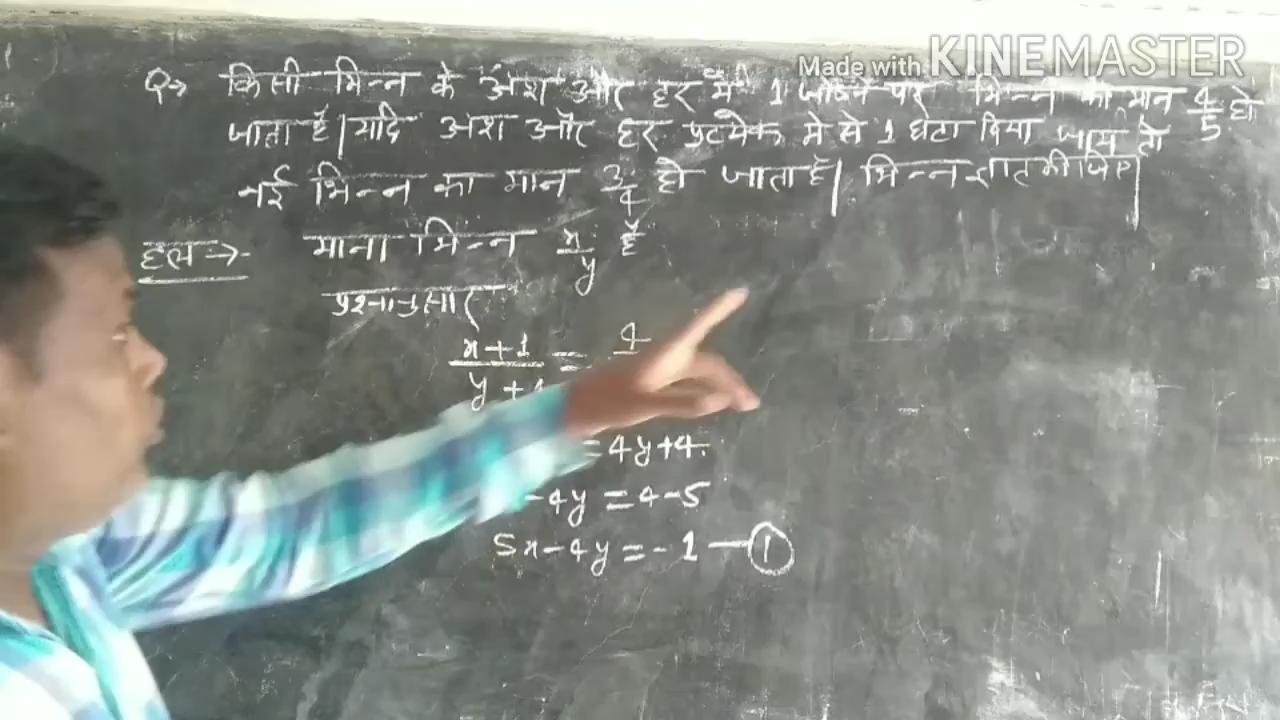 Made with KINEMASTER
Q→ किसी भिन्न के अंश और हर में 1 जोड़ने पर भिन्न का मान 4/5 हो
जाता है। यदि अंश और हर प्रत्येक में से 1 घटा दिया जाय तो
नई भिन्न का मान 3/4 हो जाता है। भिन्न ज्ञात कीजिए।
हल→ माना भिन्न x/y है
प्रश्नानुसार
x+1/y+1 = 4
= 4y+4
-4y = 4-5
5x-4y = -1 — ①